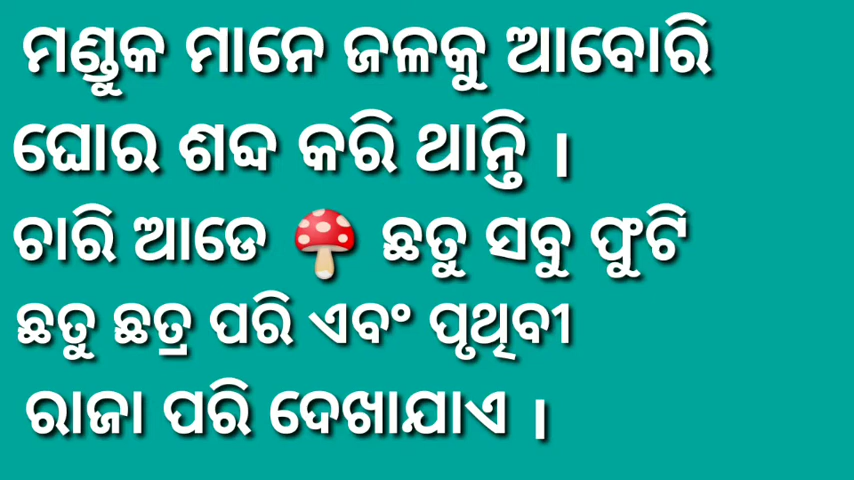 ମଣ୍ଡୁକ ମାନେ ଜଳକୁ ଆବୋରି
ଘୋର ଶବ୍ଦ କରି ଥାନ୍ତି ।
ଚାରି ଆଡେ 🍄 ଛତୁ ସବୁ ଫୁଟି
ଛତୁ ଛତ୍ର ପରି ଏବଂ ପୃଥିବୀ
ରାଜା ପରି ଦେଖାଯାଏ ।